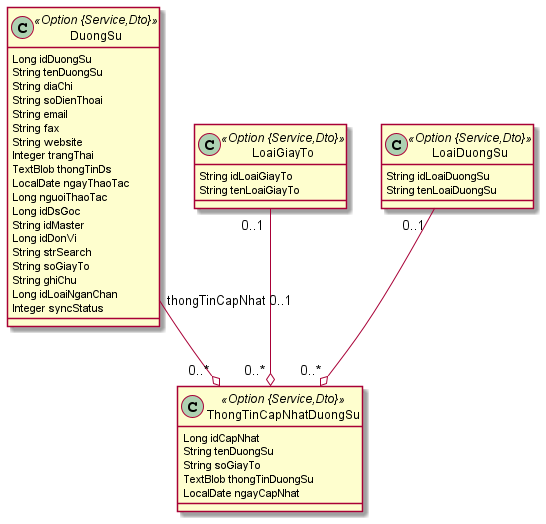 C
«Option {Service,Dto}»
DuongSu
Long idDuongSu
String tenDuongSu
String diaChi
String soDienThoai
String email
String fax
String website
Integer trangThai
TextBlob thongTinDs
LocalDate ngayThaoTac
Long nguoiThaoTac
Long idDsGoc
String idMaster
Long idDonVi
String strSearch
String soGiayTo
String ghiChu
Long idLoaiNganChan
Integer syncStatus
C
«Option {Service,Dto}»
LoaiGiayTo
String idLoaiGiayTo
String tenLoaiGiayTo
C
«Option {Service,Dto}»
LoaiDuongSu
String idLoaiDuongSu
String tenLoaiDuongSu
0..1
0..1
thongTinCapNhat
0..1
0..*
0..*
0..*
C
«Option {Service,Dto}»
ThongTinCapNhatDuongSu
Long idCapNhat
String tenDuongSu
String soGiayTo
TextBlob thongTinDuongSu
LocalDate ngayCapNhat